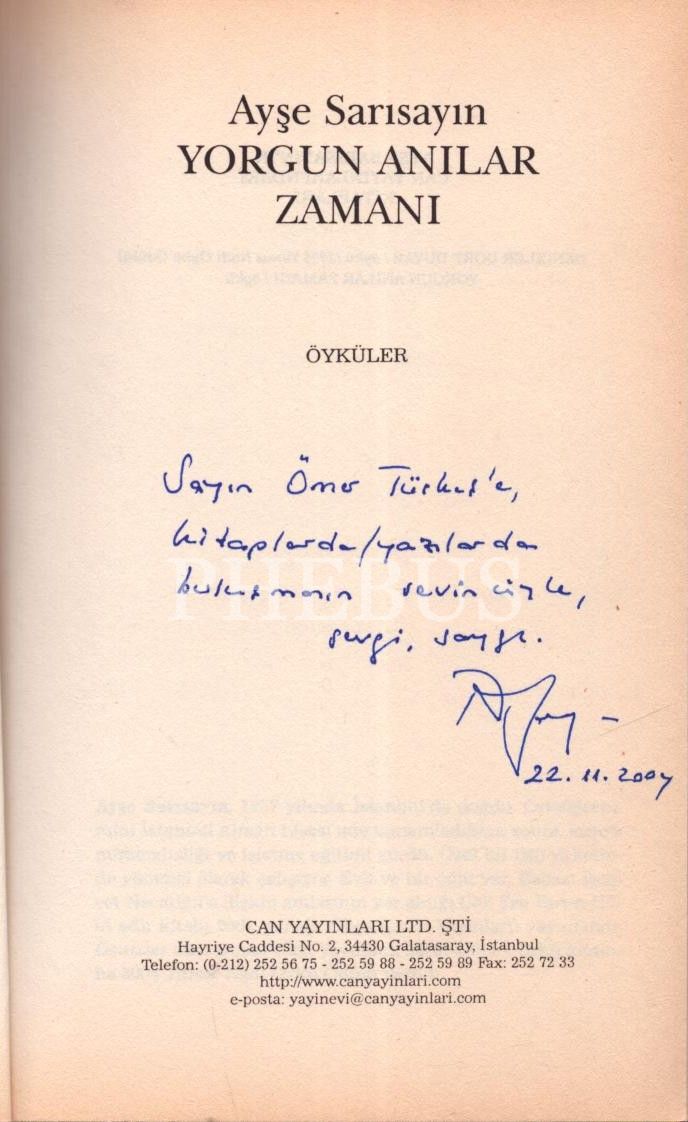 Ayşe Sarısayın
YORGUN ANILAR
ZAMANI
ÖYKÜLER
Sayın Ömer Türkeş'e,
kitaplarda/yazılarda
buluşmanın sevinciyle,
sevgi, saygı.
22.11.2004
PHEBUS
CAN YAYINLARI LTD. ŞTİ
Hayriye Caddesi No. 2, 34430 Galatasaray, İstanbul
Telefon: (0-212) 252 56 75 - 252 59 88 - 252 59 89 Fax: 252 72 33
http://www.canyayinlari.com
e-posta: yayinevi@canyayinlari.com